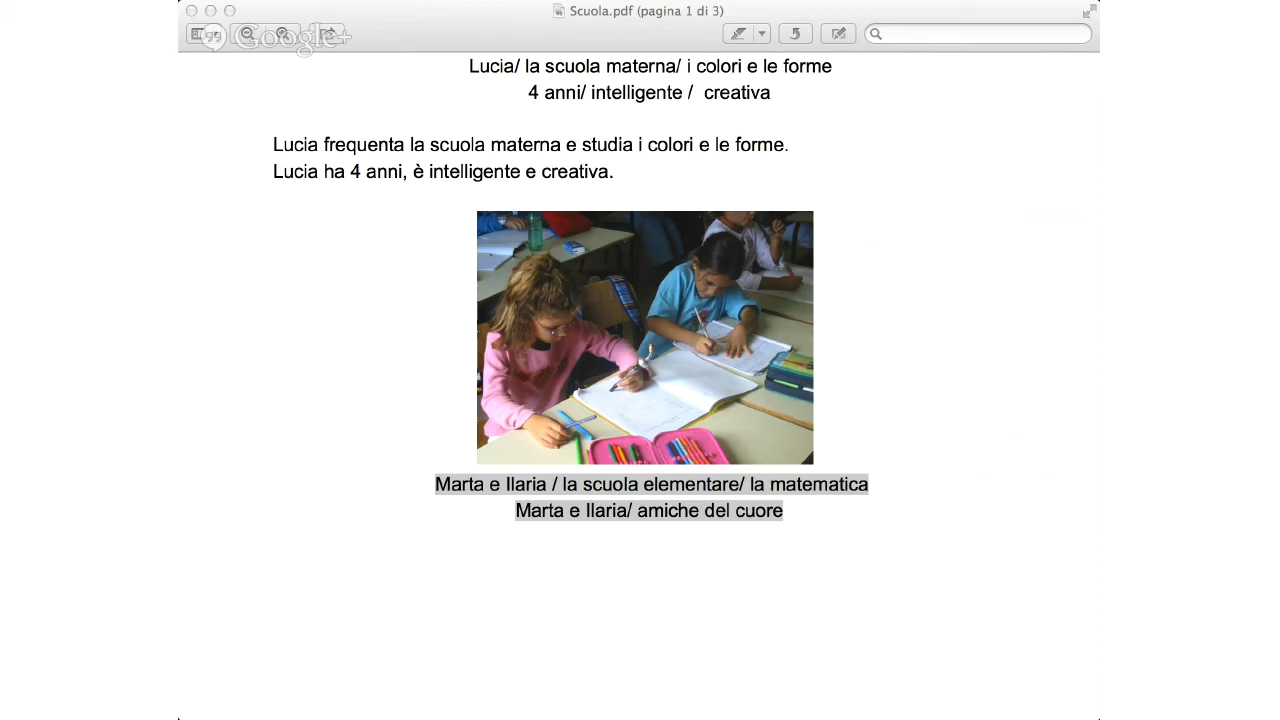 Scuola.pdf (pagina 1 di 3)
Google+
Lucia/ la scuola materna/ i colori e le forme
4 anni/ intelligente / creativa
Lucia frequenta la scuola materna e studia i colori e le forme.
Lucia ha 4 anni, è intelligente e creativa.
Marta e Ilaria / la scuola elementare/ la matematica
Marta e Ilaria/ amiche del cuore